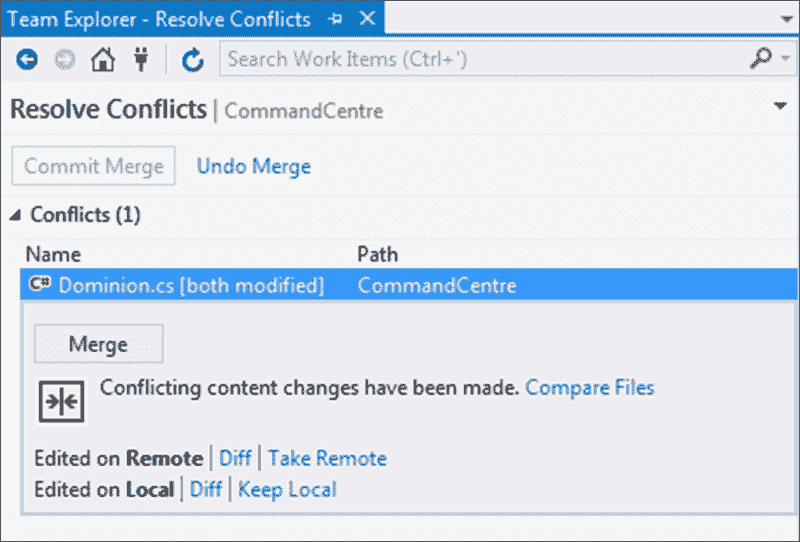 Team Explorer - Resolve Conflicts
Search Work Items (Ctrl+')
Resolve Conflicts | CommandCentre
Commit Merge Undo Merge
Conflicts (1)
Name Path
C# Dominion.cs [both modified] CommandCentre
Merge
Conflicting content changes have been made. Compare Files
Edited on Remote | Diff | Take Remote
Edited on Local | Diff | Keep Local